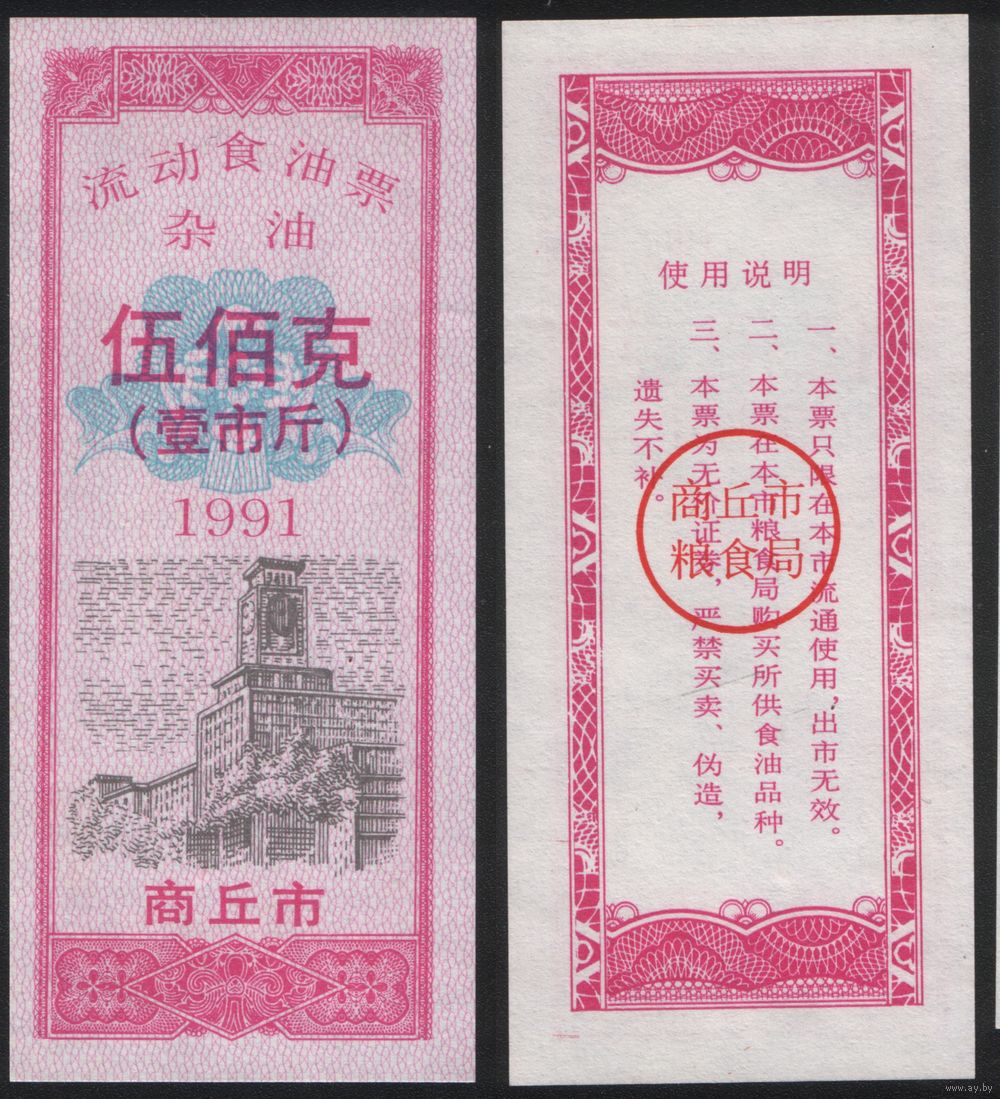 流动食油票
杂油
伍佰克
（壹市斤）
1991
商丘市
使用说明
一、本票只限在本市流通使用，出市无效。
二、本票在本市粮食局购买所供食油品种。
三、本票为无价证券，严禁买卖、伪造，
遗失不补。
商丘市
粮食局
www.ay.by